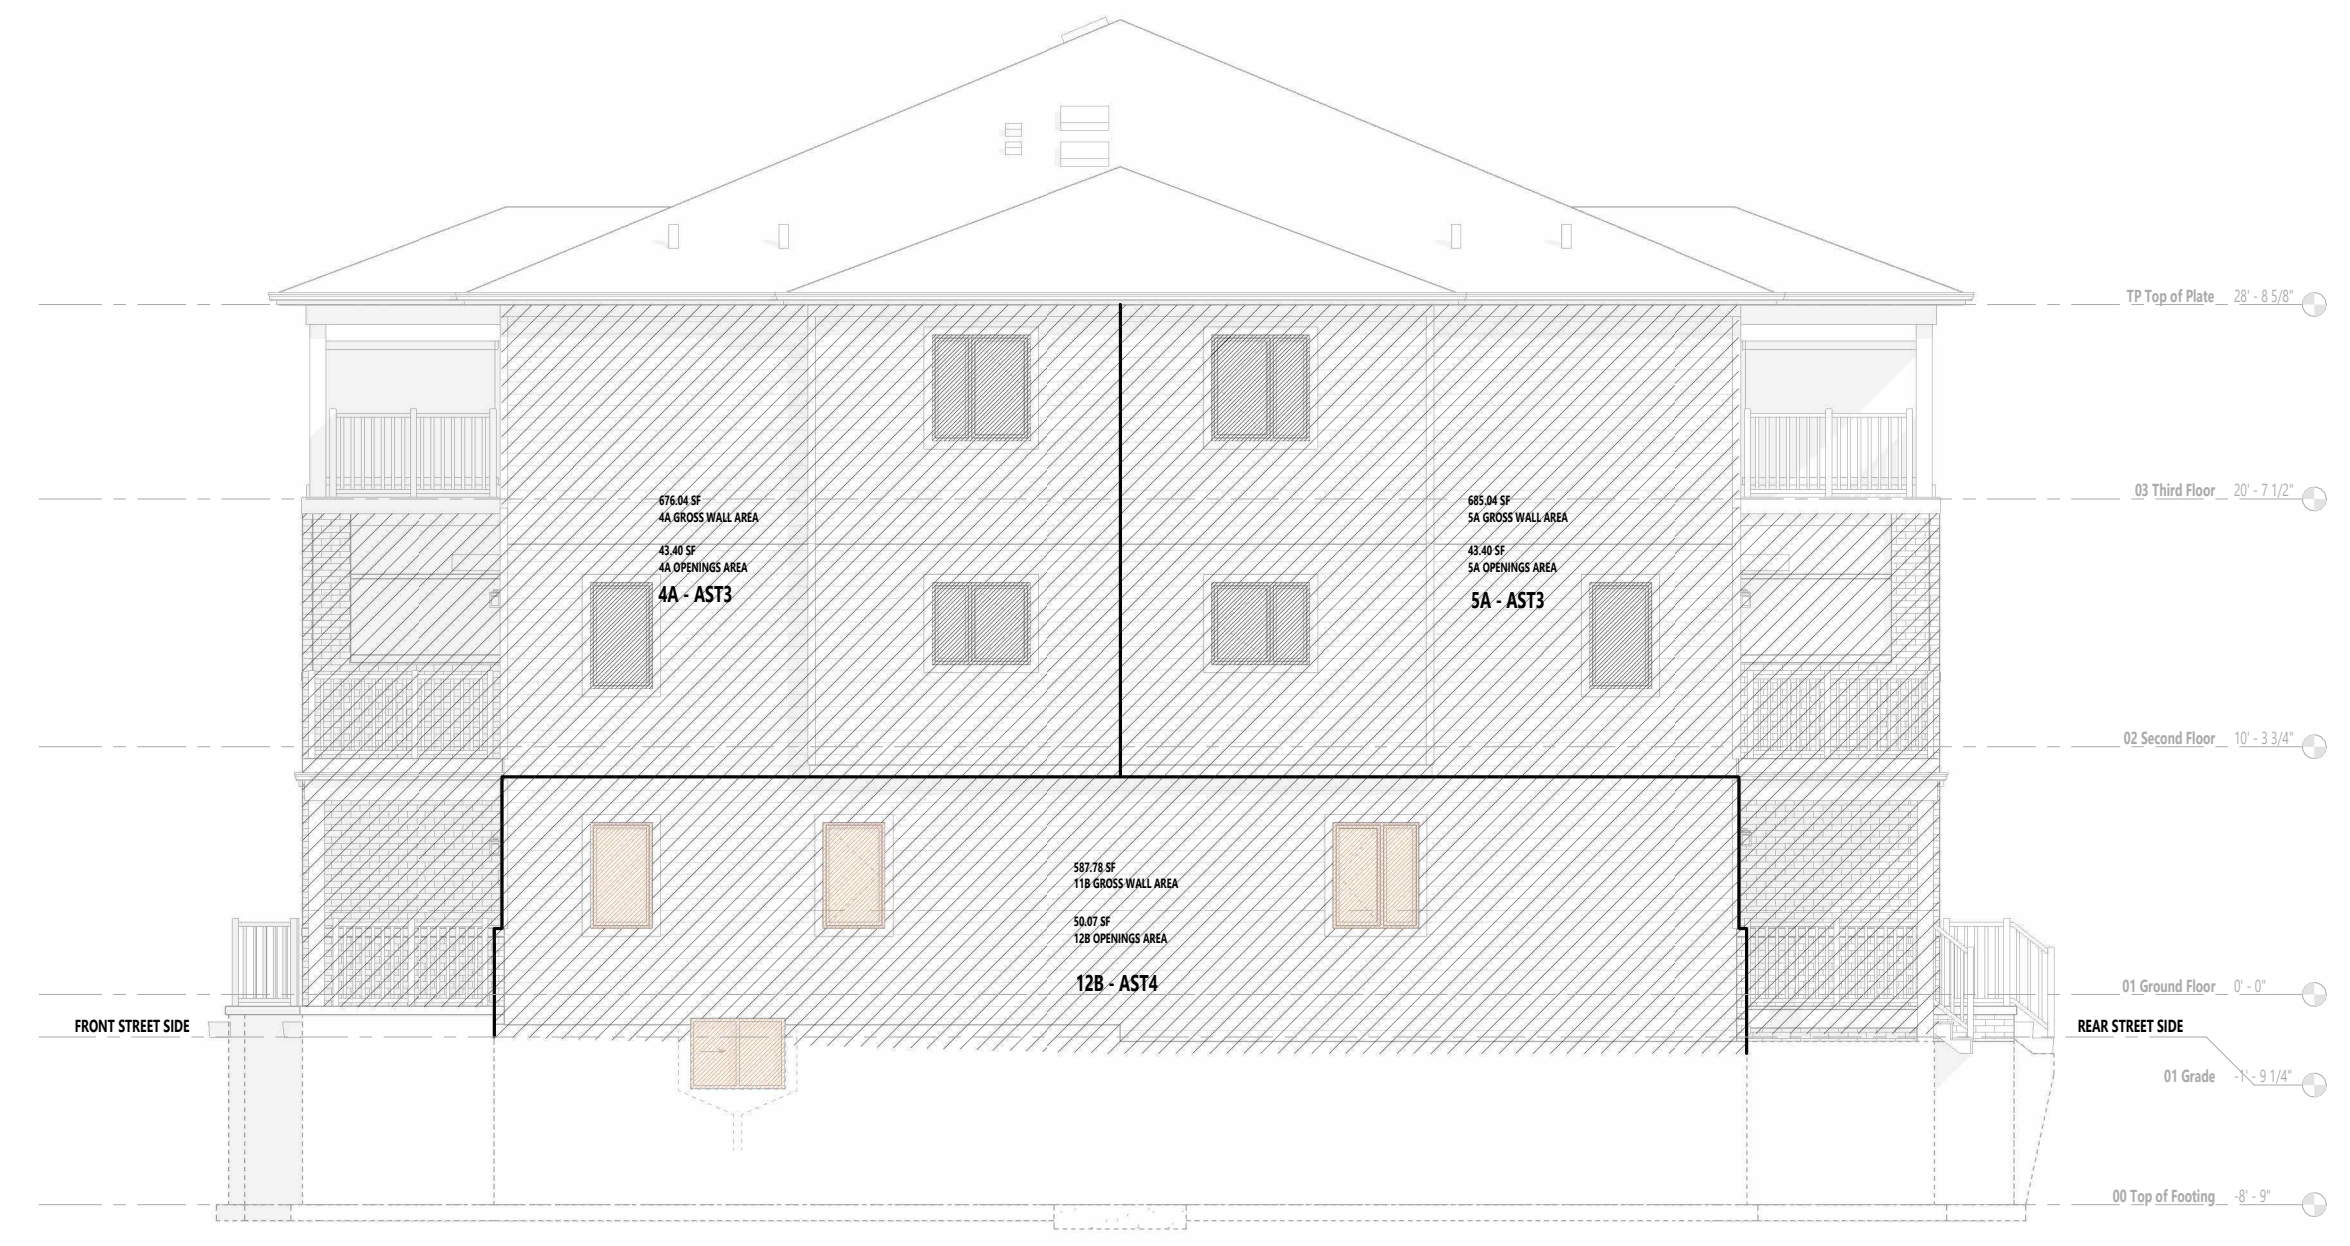 TP Top of Plate 28' - 8 5/8"
676.04 SF
4A GROSS WALL AREA
43.40 SF
4A OPENINGS AREA
4A - AST3
685.04 SF
5A GROSS WALL AREA
43.40 SF
5A OPENINGS AREA
5A - AST3
03 Third Floor 20' - 7 1/2"
02 Second Floor 10' - 3 3/4"
587.78 SF
11B GROSS WALL AREA
50.07 SF
12B OPENINGS AREA
12B - AST4
01 Ground Floor 0' - 0"
FRONT STREET SIDE
REAR STREET SIDE
01 Grade -1' - 9 1/4"
00 Top of Footing -8' - 9"